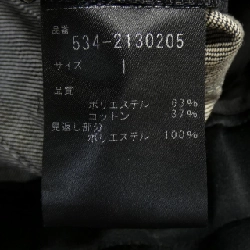 品番
534-2130205
サイズ
I
品質
ポリエステル 63%
コットン 37%
見返し部分
ポリエステル 100%